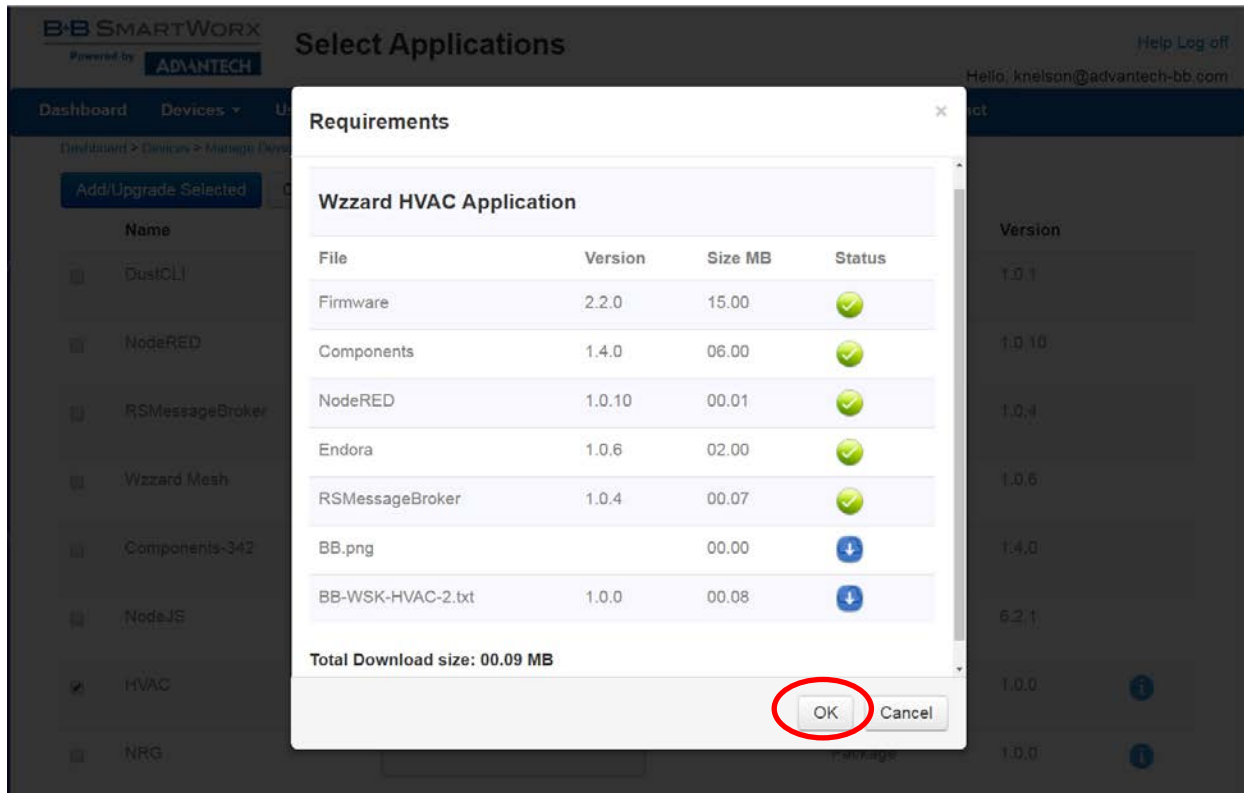 B+B SMARTWORX
Powered by ADVANTECH
Select Applications
Help Log off
Hello, knelson@advantech-bb.com
Dashboard Devices
Dashboard > Devices > Manage
Add/Upgrade Selected
Name Version
DustCLI 1.0.1
NodeRED 1.0.10
RSMessageBroker 1.0.4
Wzzard Mesh 1.0.6
Components-342 1.4.0
NodeJS 6.2.1
HVAC 1.0.0
NRG Package 1.0.0
Requirements ×
Wzzard HVAC Application
File Version Size MB Status
Firmware 2.2.0 15.00
Components 1.4.0 06.00
NodeRED 1.0.10 00.01
Endora 1.0.6 02.00
RSMessageBroker 1.0.4 00.07
BB.png 00.00
BB-WSK-HVAC-2.txt 1.0.0 00.08
Total Download size: 00.09 MB
OK Cancel